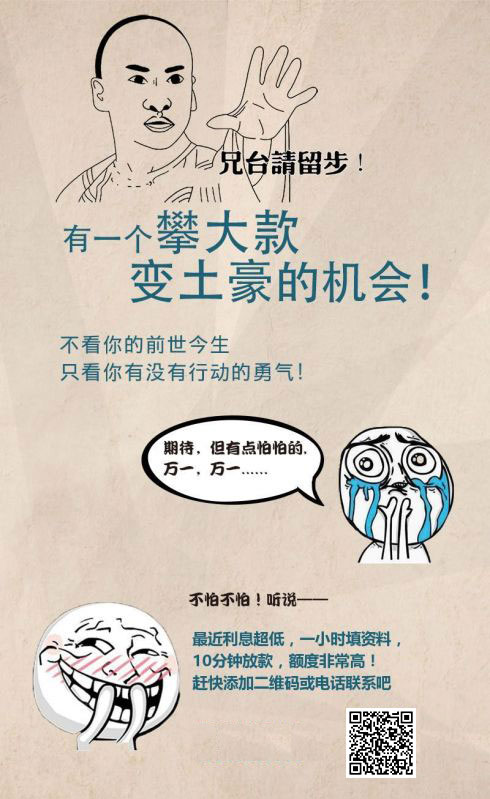 兄台請留步！
有一个攀大款
变土豪的机会！
不看你的前世今生
只看你有没有行动的勇气！
期待，但有点怕怕的，
万一，万一……
不怕不怕！听说——
最近利息超低，一小时填资料，
10分钟放款，额度非常高！
赶快添加二维码或电话联系吧